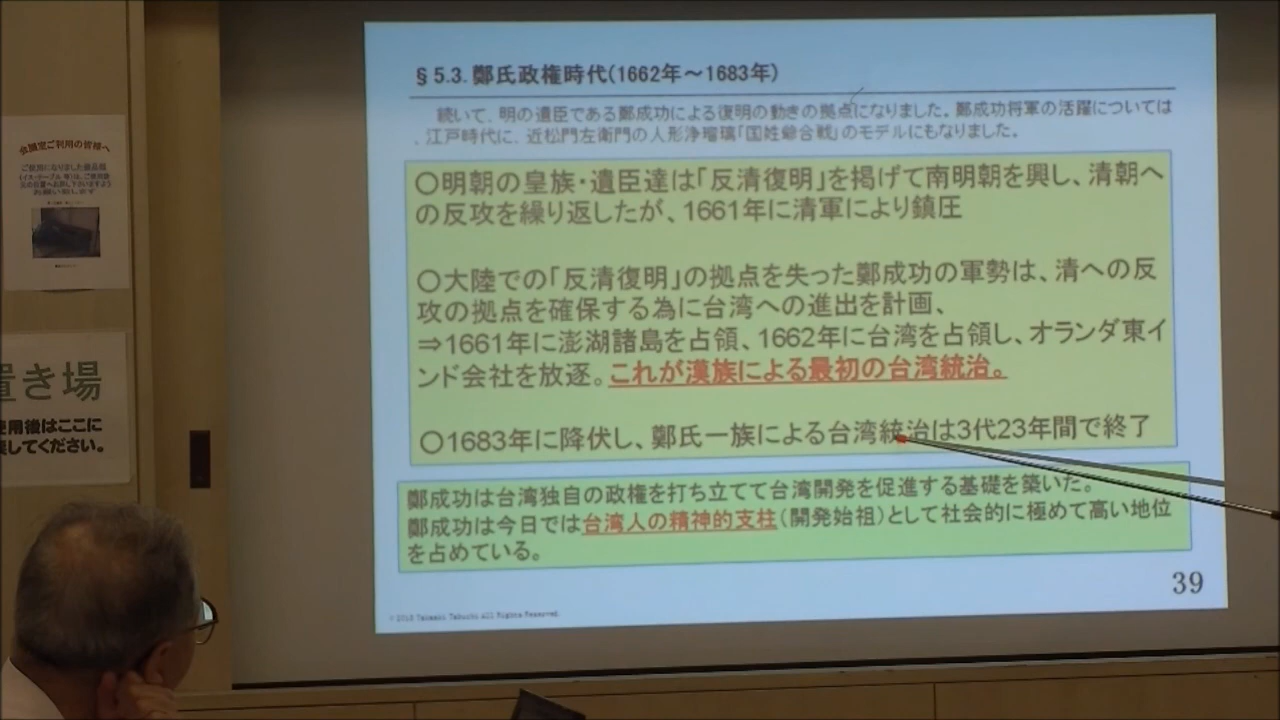 §5.3. 鄭氏政権時代(1662年～1683年)
続いて、明の遺臣である鄭成功による復明の動きの拠点になりました。鄭成功将軍の活躍については
、江戸時代に、近松門左衛門の人形浄瑠璃「国姓爺合戦」のモデルにもなりました。
〇明朝の皇族・遺臣達は「反清復明」を掲げて南明朝を興し、清朝へ
の反攻を繰り返したが、1661年に清軍により鎮圧
〇大陸での「反清復明」の拠点を失った鄭成功の軍勢は、清への反
攻の拠点を確保する為に台湾への進出を計画、
⇒1661年に澎湖諸島を占領、1662年に台湾を占領し、オランダ東イ
ンド会社を放逐。これが漢族による最初の台湾統治。
〇1683年に降伏し、鄭氏一族による台湾統治は3代23年間で終了
鄭成功は台湾独自の政権を打ち立てて台湾開発を促進する基礎を築いた。
鄭成功は今日では台湾人の精神的支柱(開発始祖)として社会的に極めて高い地位
を占めている。
39
All Rights Reserved.
会議室ご利用の皆様へ
置き場
使用後はここに
戻してください。